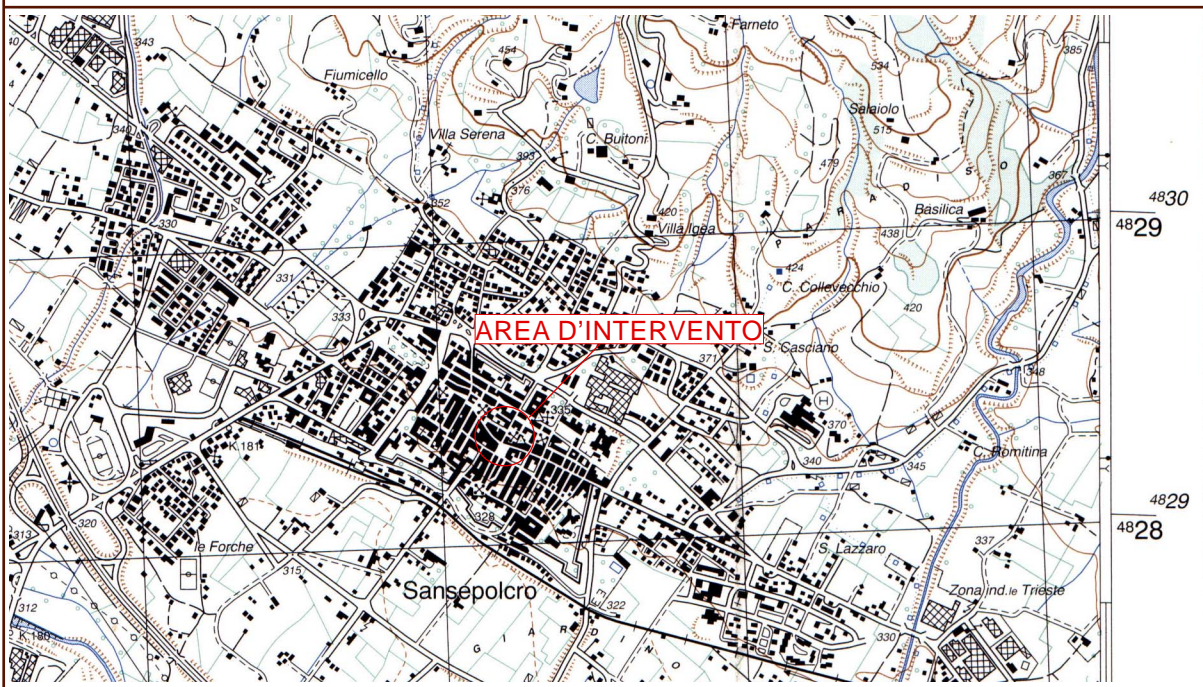 Farneto
343
454
385
40
Fiumicello
534
Salaiolo
515
340
Villa Serena
C. Buitoni
393
479
367
376
P A R A D I S O
352
Basilica
4830
420
330
Villa Igea
438
4829
331
424
C. Collevecchio
420
333
AREA D'INTERVENTO
S. Casciano
371
348
335
H
370
K.181
C. Romitina
340
345
4829
328
4828
320
313
le Forche
S. Lazzaro
337
315
Sansepolcro
Zona ind.le Trieste
312
322
G I A R D I N O
330
K 180